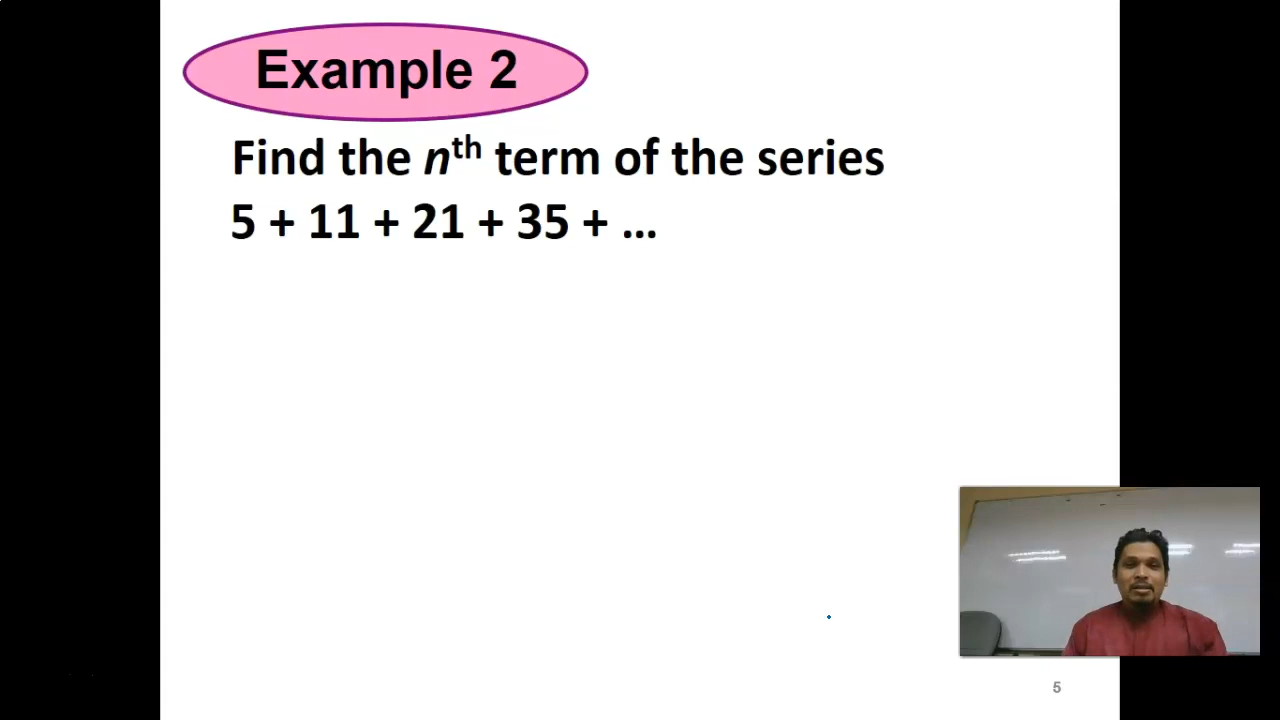 Example 2
Find the nth term of the series
5 + 11 + 21 + 35 + ...
5